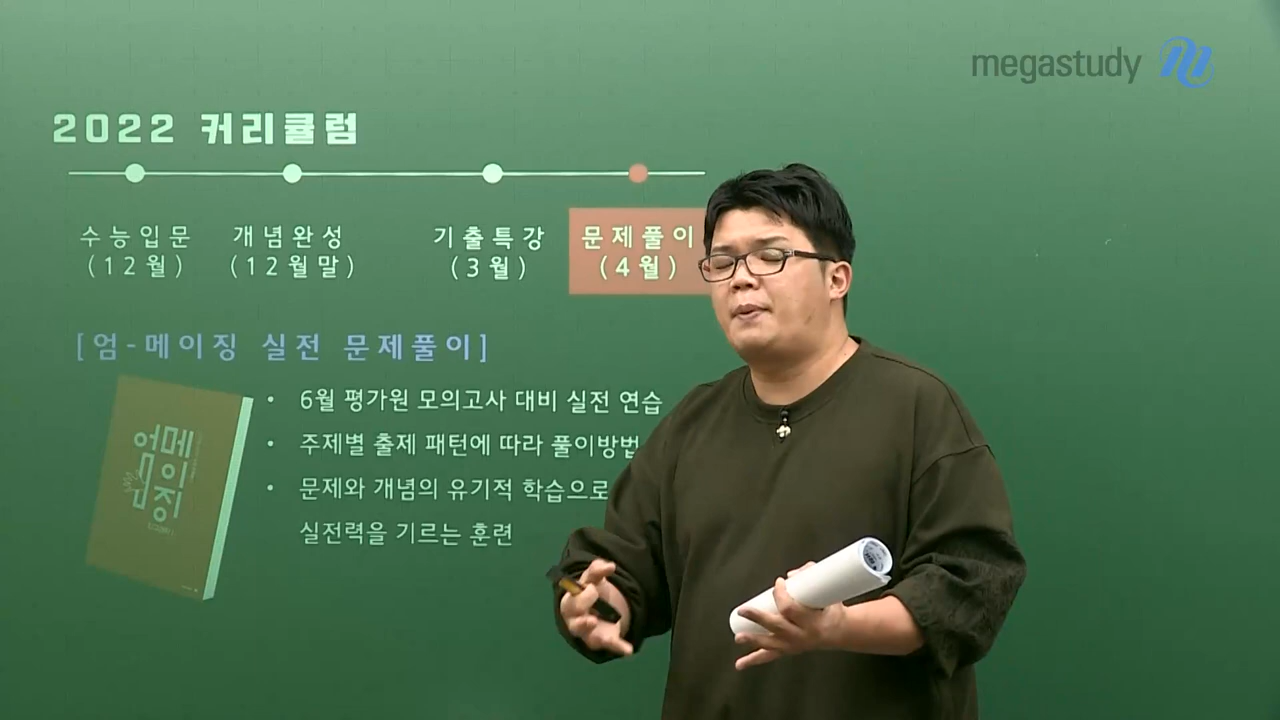 megastudy
2022 커리큘럼
수능입문 개념완성 기출특강 문제풀이
(12월) (12월말) (3월) (4월)
[엄-메이징 실전 문제풀이]
• 6월 평가원 모의고사 대비 실전 연습
• 주제별 출제 패턴에 따라 풀이방법
• 문제와 개념의 유기적 학습으로
실전력을 기르는 훈련
엄메이징